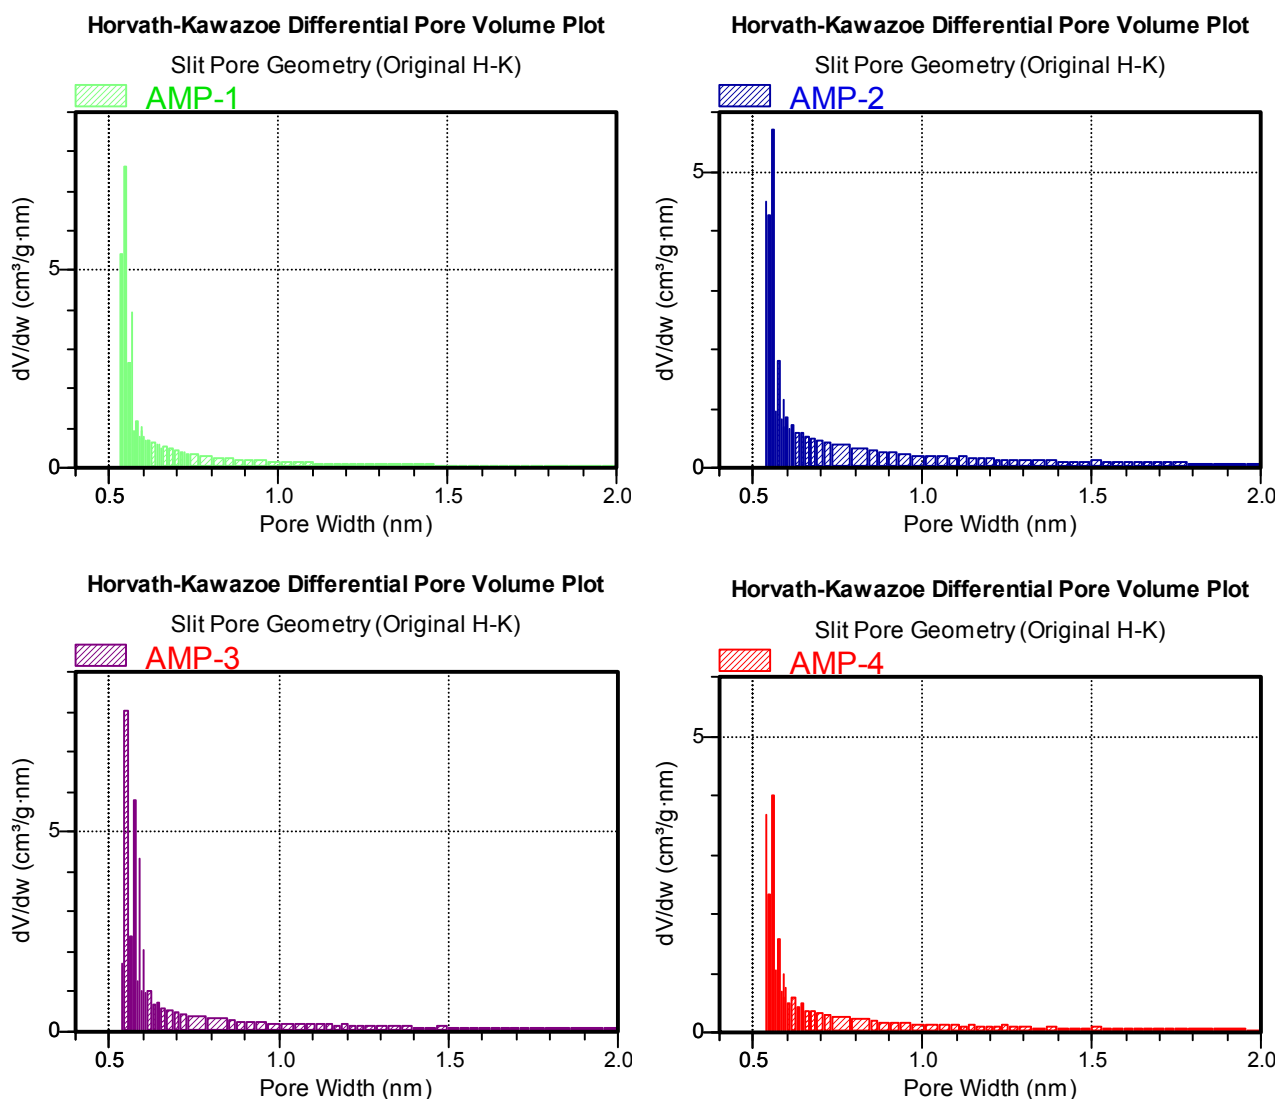 Horvath-Kawazoe Differential Pore Volume Plot
Slit Pore Geometry (Original H-K)
AMP-1
dV/dw (cm³/g·nm)
5
0
0.5 1.0 1.5 2.0
Pore Width (nm)
Horvath-Kawazoe Differential Pore Volume Plot
Slit Pore Geometry (Original H-K)
AMP-2
dV/dw (cm³/g·nm)
5
0
0.5 1.0 1.5 2.0
Pore Width (nm)
Horvath-Kawazoe Differential Pore Volume Plot
Slit Pore Geometry (Original H-K)
AMP-3
dV/dw (cm³/g·nm)
5
0
0.5 1.0 1.5 2.0
Pore Width (nm)
Horvath-Kawazoe Differential Pore Volume Plot
Slit Pore Geometry (Original H-K)
AMP-4
dV/dw (cm³/g·nm)
5
0
0.5 1.0 1.5 2.0
Pore Width (nm)